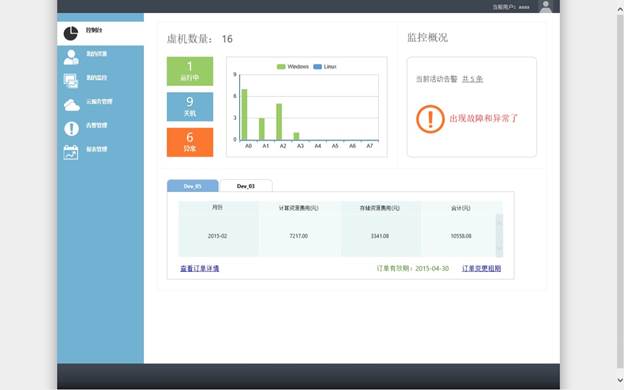 当前用户：aaaa
控制台
我的资源
我的监控
云服务管理
告警管理
报表管理
虚机数量： 16
1
运行中
9
关机
6
异常
Windows Linux
9
6
3
0
A0 A1 A2 A3 A4 A5 A6 A7
监控概况
当前活动告警 共 5 条
出现故障和异常了
Dev_05 Dev_03
月份 计算资源费用(元) 存储资源费用(元) 合计(元)
2015-02 7217.00 3341.08 10558.08
查看订单详情 订单有效期：2015-04-30 订单变更租期